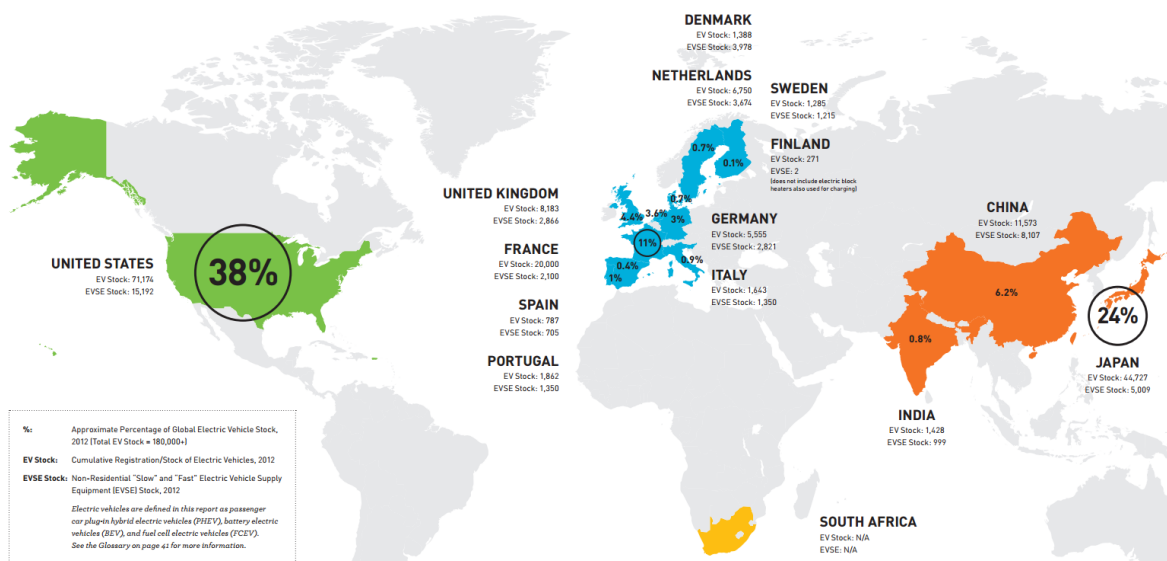 DENMARK
EV Stock: 1,388
EVSE Stock: 3,978
NETHERLANDS
EV Stock: 6,750
EVSE Stock: 3,674
SWEDEN
EV Stock: 1,285
EVSE Stock: 1,215
FINLAND
EV Stock: 271
EVSE: 2
(does not include electric block
heaters also used for charging)
0.7%
0.1%
UNITED KINGDOM
EV Stock: 8,183
EVSE Stock: 2,866
0.7%
4.4%
3.6%
3%
GERMANY
EV Stock: 5,555
EVSE Stock: 2,821
CHINA
EV Stock: 11,573
EVSE Stock: 8,107
FRANCE
EV Stock: 20,000
EVSE Stock: 2,100
11%
0.9%
0.4%
1%
ITALY
EV Stock: 1,643
EVSE Stock: 1,350
UNITED STATES
EV Stock: 71,174
EVSE Stock: 15,192
38%
6.2%
24%
0.8%
SPAIN
EV Stock: 787
EVSE Stock: 705
PORTUGAL
EV Stock: 1,862
EVSE Stock: 1,350
JAPAN
EV Stock: 44,727
EVSE Stock: 5,009
INDIA
EV Stock: 1,428
EVSE Stock: 999
%: Approximate Percentage of Global Electric Vehicle Stock,
2012 (Total EV Stock = 180,000+)
EV Stock: Cumulative Registration/Stock of Electric Vehicles, 2012
EVSE Stock: Non-Residential "Slow" and "Fast" Electric Vehicle Supply
Equipment (EVSE) Stock, 2012
Electric vehicles are defined in this report as passenger
car plug-in hybrid electric vehicles (PHEV), battery electric
vehicles (BEV), and fuel cell electric vehicles (FCEV).
See the Glossary on page 41 for more information.
SOUTH AFRICA
EV Stock: N/A
EVSE: N/A